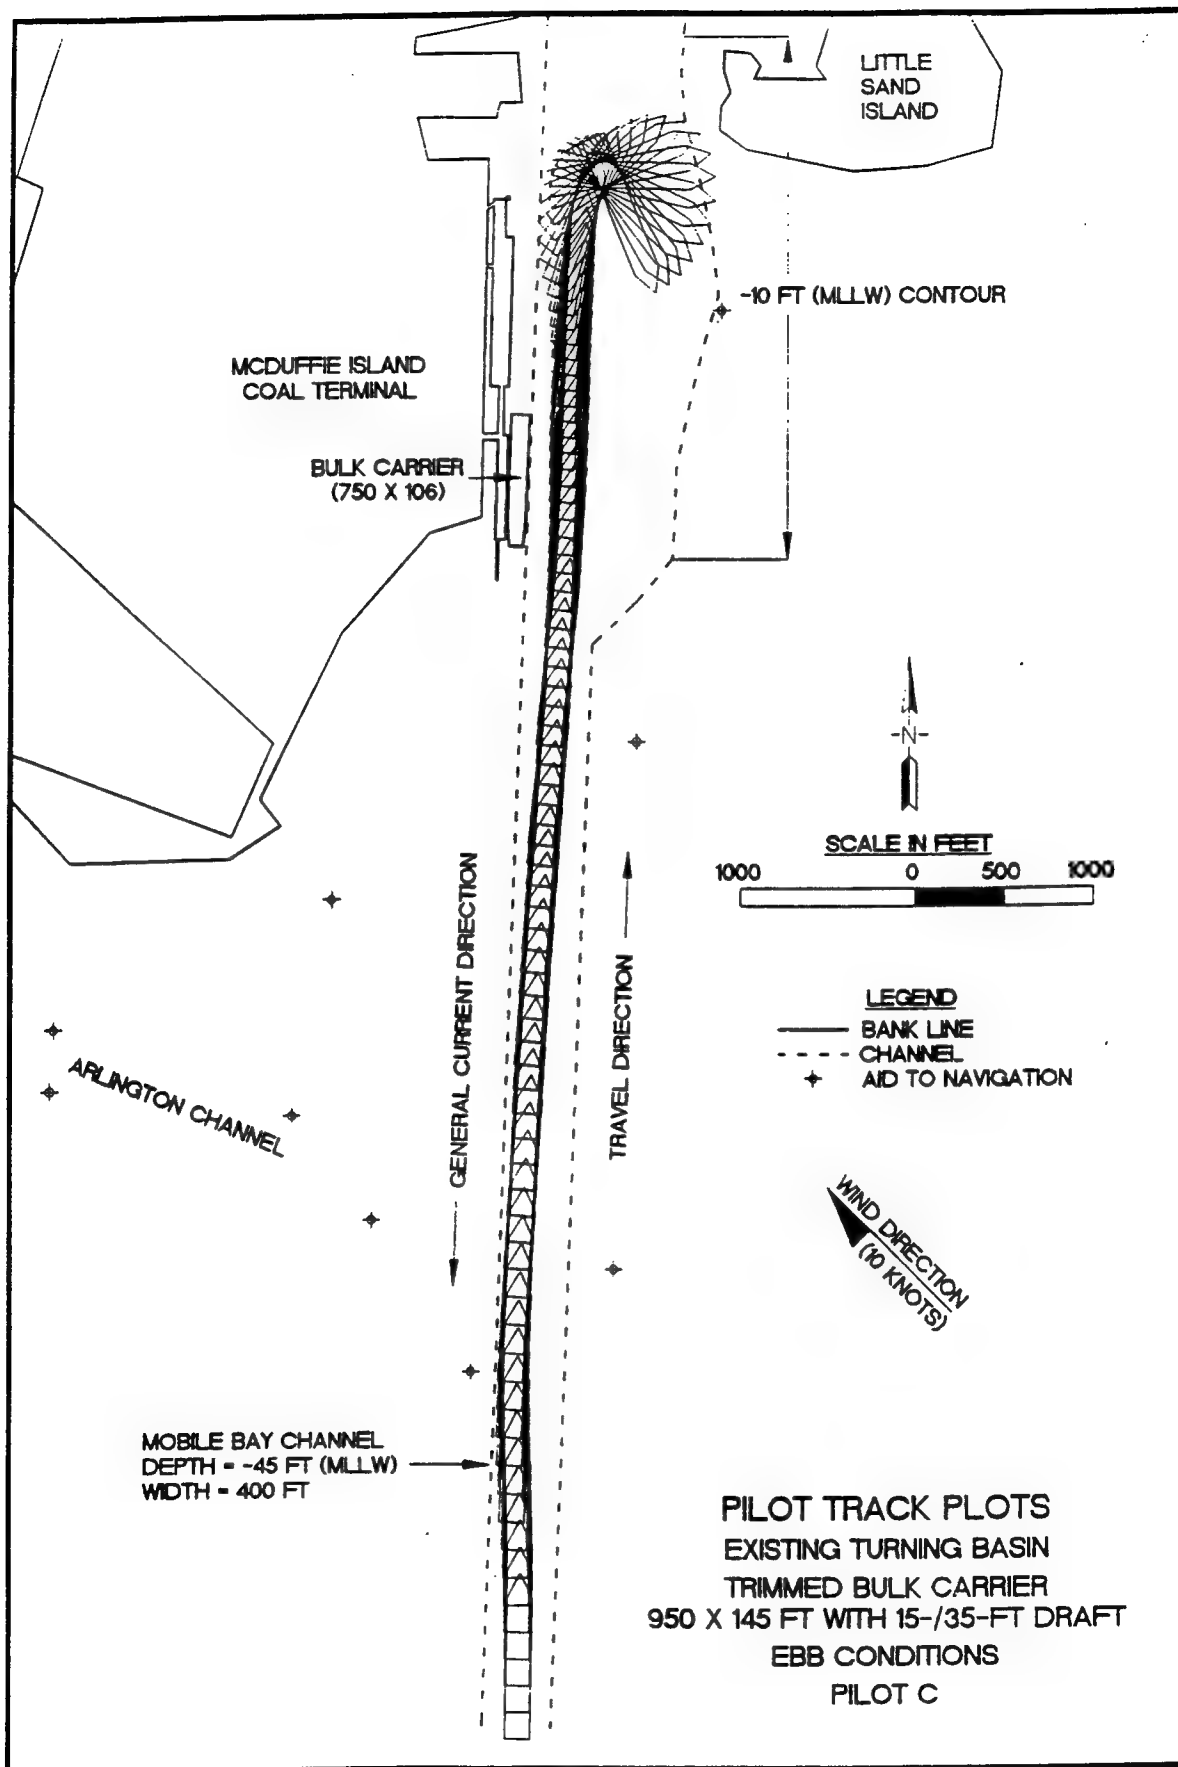 LITTLE
SAND
ISLAND
-10 FT (MLLW) CONTOUR
MCDUFFIE ISLAND
COAL TERMINAL
BULK CARRIER
(750 X 106)
-N-
SCALE IN FEET
1000 0 500 1000
GENERAL CURRENT DIRECTION
TRAVEL DIRECTION
LEGEND
BANK LINE
CHANNEL
AID TO NAVIGATION
ARLINGTON CHANNEL
WIND DIRECTION
(10 KNOTS)
MOBILE BAY CHANNEL
DEPTH = -45 FT (MLLW)
WIDTH = 400 FT
PILOT TRACK PLOTS
EXISTING TURNING BASIN
TRIMMED BULK CARRIER
950 X 145 FT WITH 15-/35-FT DRAFT
EBB CONDITIONS
PILOT C